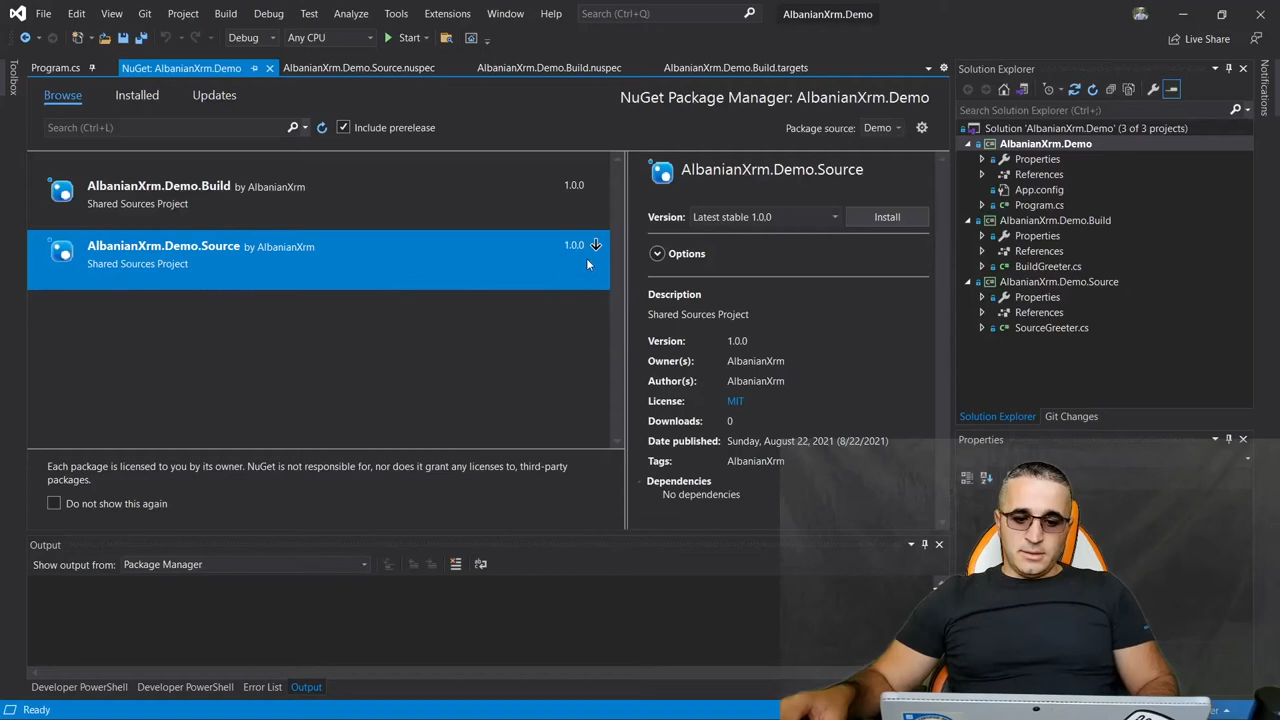 File Edit View Git Project Build Debug Test Analyze Tools Extensions Window Help Search (Ctrl+Q) AlbanianXrm.Demo
Debug Any CPU Start Live Share
Toolbox
Program.cs NuGet: AlbanianXrm.Demo AlbanianXrm.Demo.Source.nuspec AlbanianXrm.Demo.Build.nuspec AlbanianXrm.Demo.Build.targets
Browse Installed Updates
NuGet Package Manager: AlbanianXrm.Demo
Search (Ctrl+L) Include prerelease
Package source: Demo
AlbanianXrm.Demo.Build by AlbanianXrm 1.0.0
Shared Sources Project
AlbanianXrm.Demo.Source by AlbanianXrm 1.0.0
Shared Sources Project
Each package is licensed to you by its owner. NuGet is not responsible for, nor does it grant any licenses to, third-party
packages.
Do not show this again
AlbanianXrm.Demo.Source
Version: Latest stable 1.0.0 Install
Options
Description
Shared Sources Project
Version: 1.0.0
Owner(s): AlbanianXrm
Author(s): AlbanianXrm
License: MIT
Downloads: 0
Date published: Sunday, August 22, 2021 (8/22/2021)
Tags: AlbanianXrm
Dependencies
No dependencies
Solution Explorer
Search Solution Explorer (Ctrl+;)
Solution 'AlbanianXrm.Demo' (3 of 3 projects)
AlbanianXrm.Demo
Properties
References
App.config
Program.cs
AlbanianXrm.Demo.Build
Properties
References
BuildGreeter.cs
AlbanianXrm.Demo.Source
Properties
References
SourceGreeter.cs
Solution Explorer Git Changes
Properties
Notifications
Output
Show output from: Package Manager
Developer PowerShell Developer PowerShell Error List Output
Ready